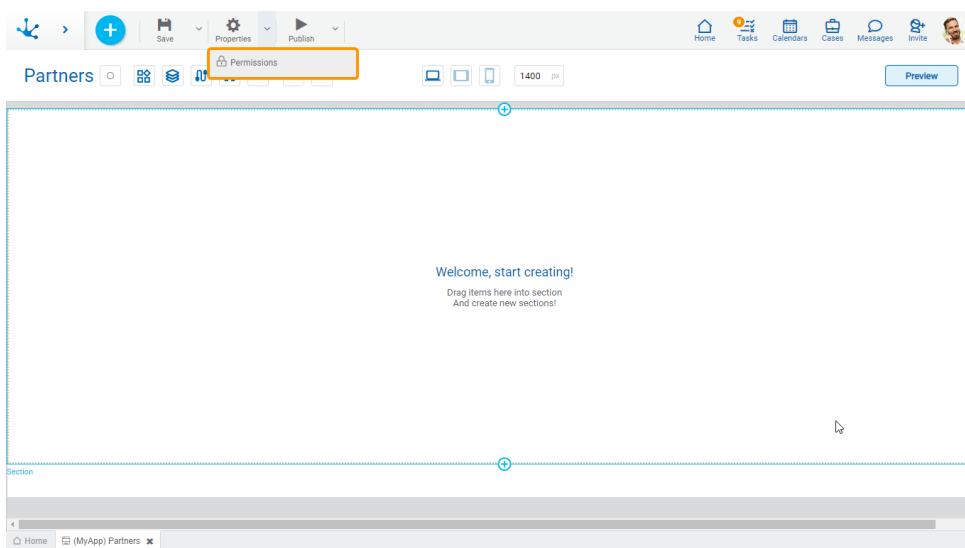 Save
Properties
Publish
Home
9
Tasks
Calendars
Cases
Messages
Invite
Permissions
Partners
1400 px
Preview
Welcome, start creating!
Drag items here into section
And create new sections!
Section
Home
(MyApp) Partners